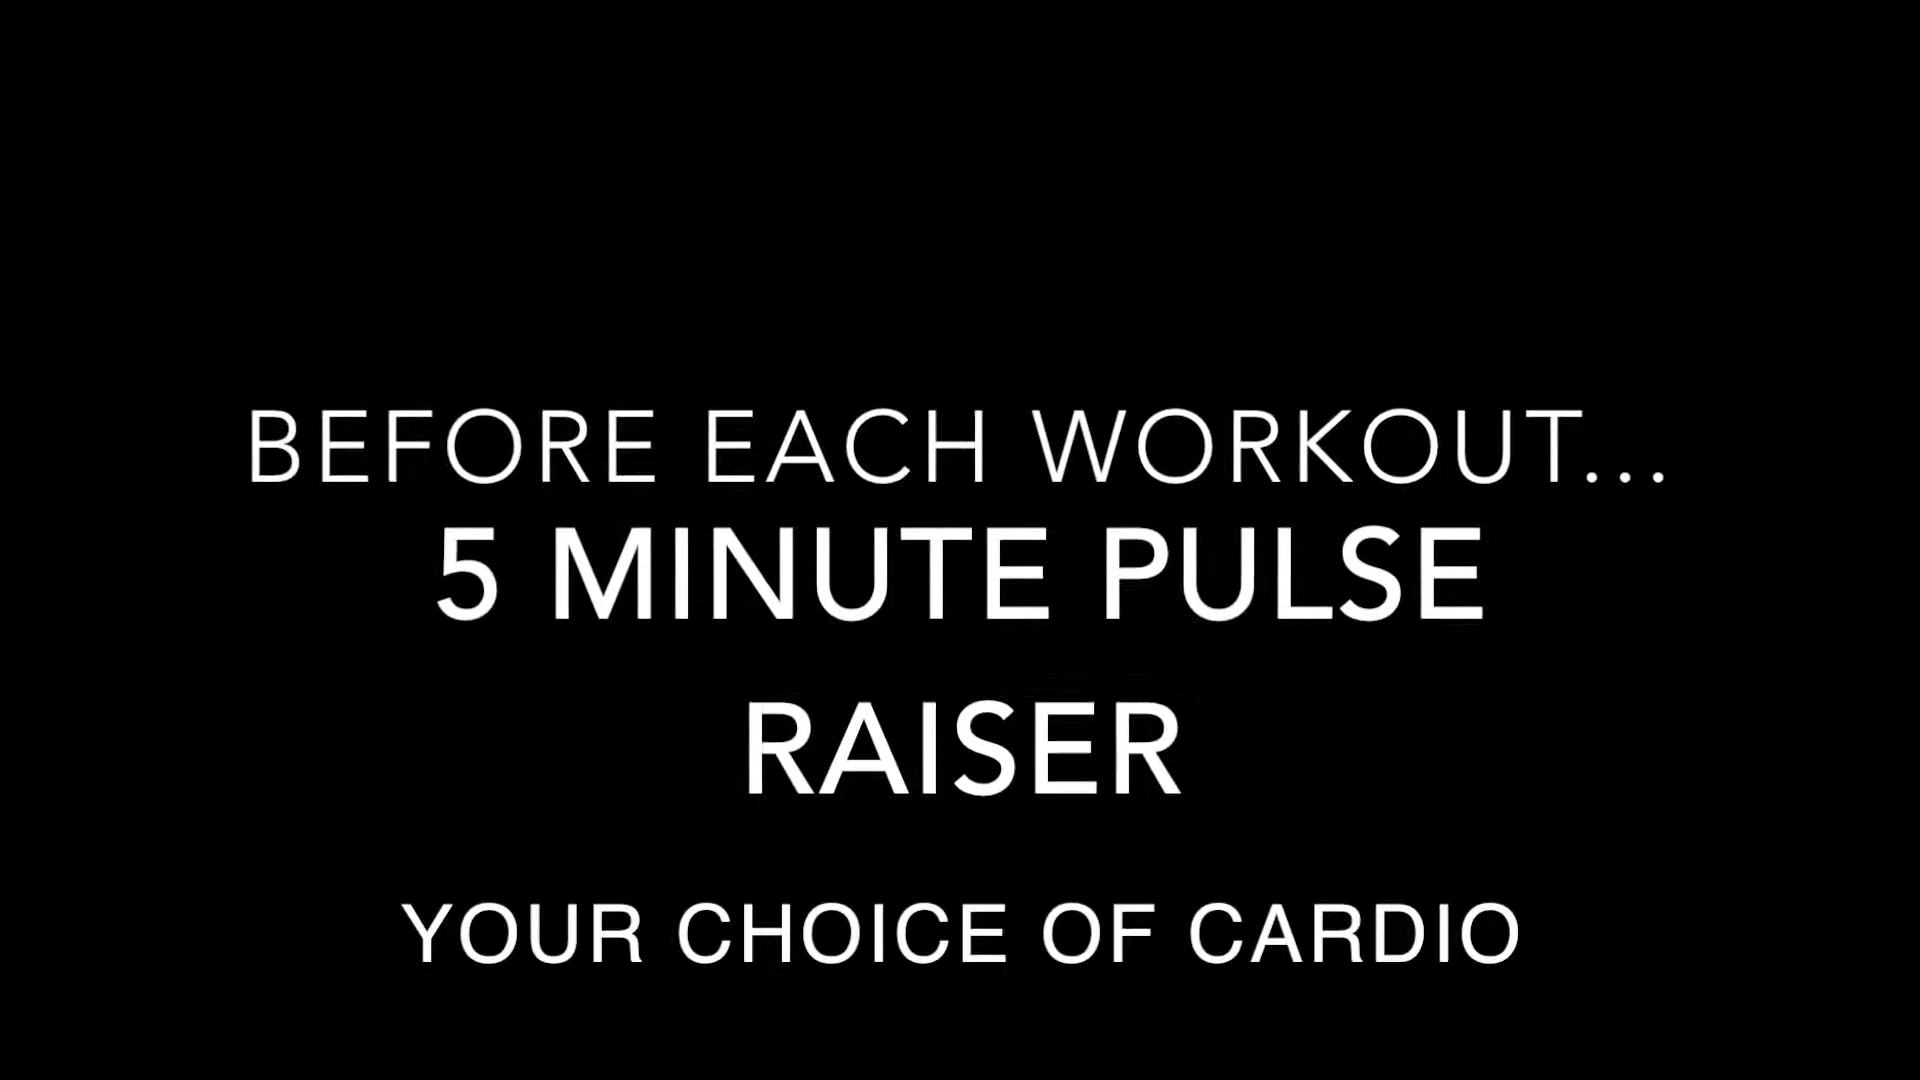 BEFORE EACH WORKOUT...
5 MINUTE PULSE
RAISER
YOUR CHOICE OF CARDIO